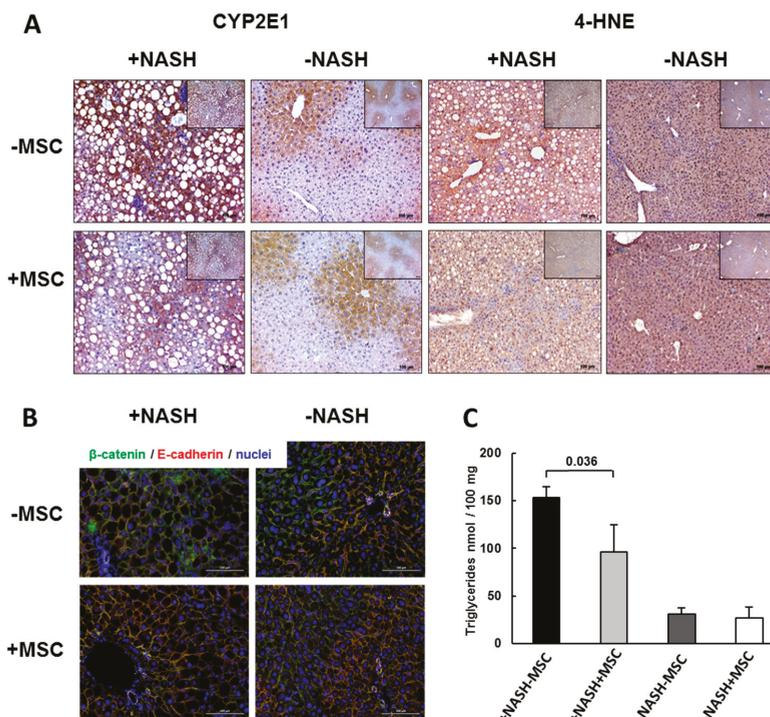 A
CYP2E1 4-HNE
+NASH -NASH +NASH -NASH
-MSC
+MSC
B
+NASH -NASH
β-catenin / E-cadherin / nuclei
-MSC
+MSC
C
Triglycerides nmol / 100 mg
200
150
100
50
0
0.036
+NASH-MSC
+NASH+MSC
-NASH-MSC
-NASH+MSC